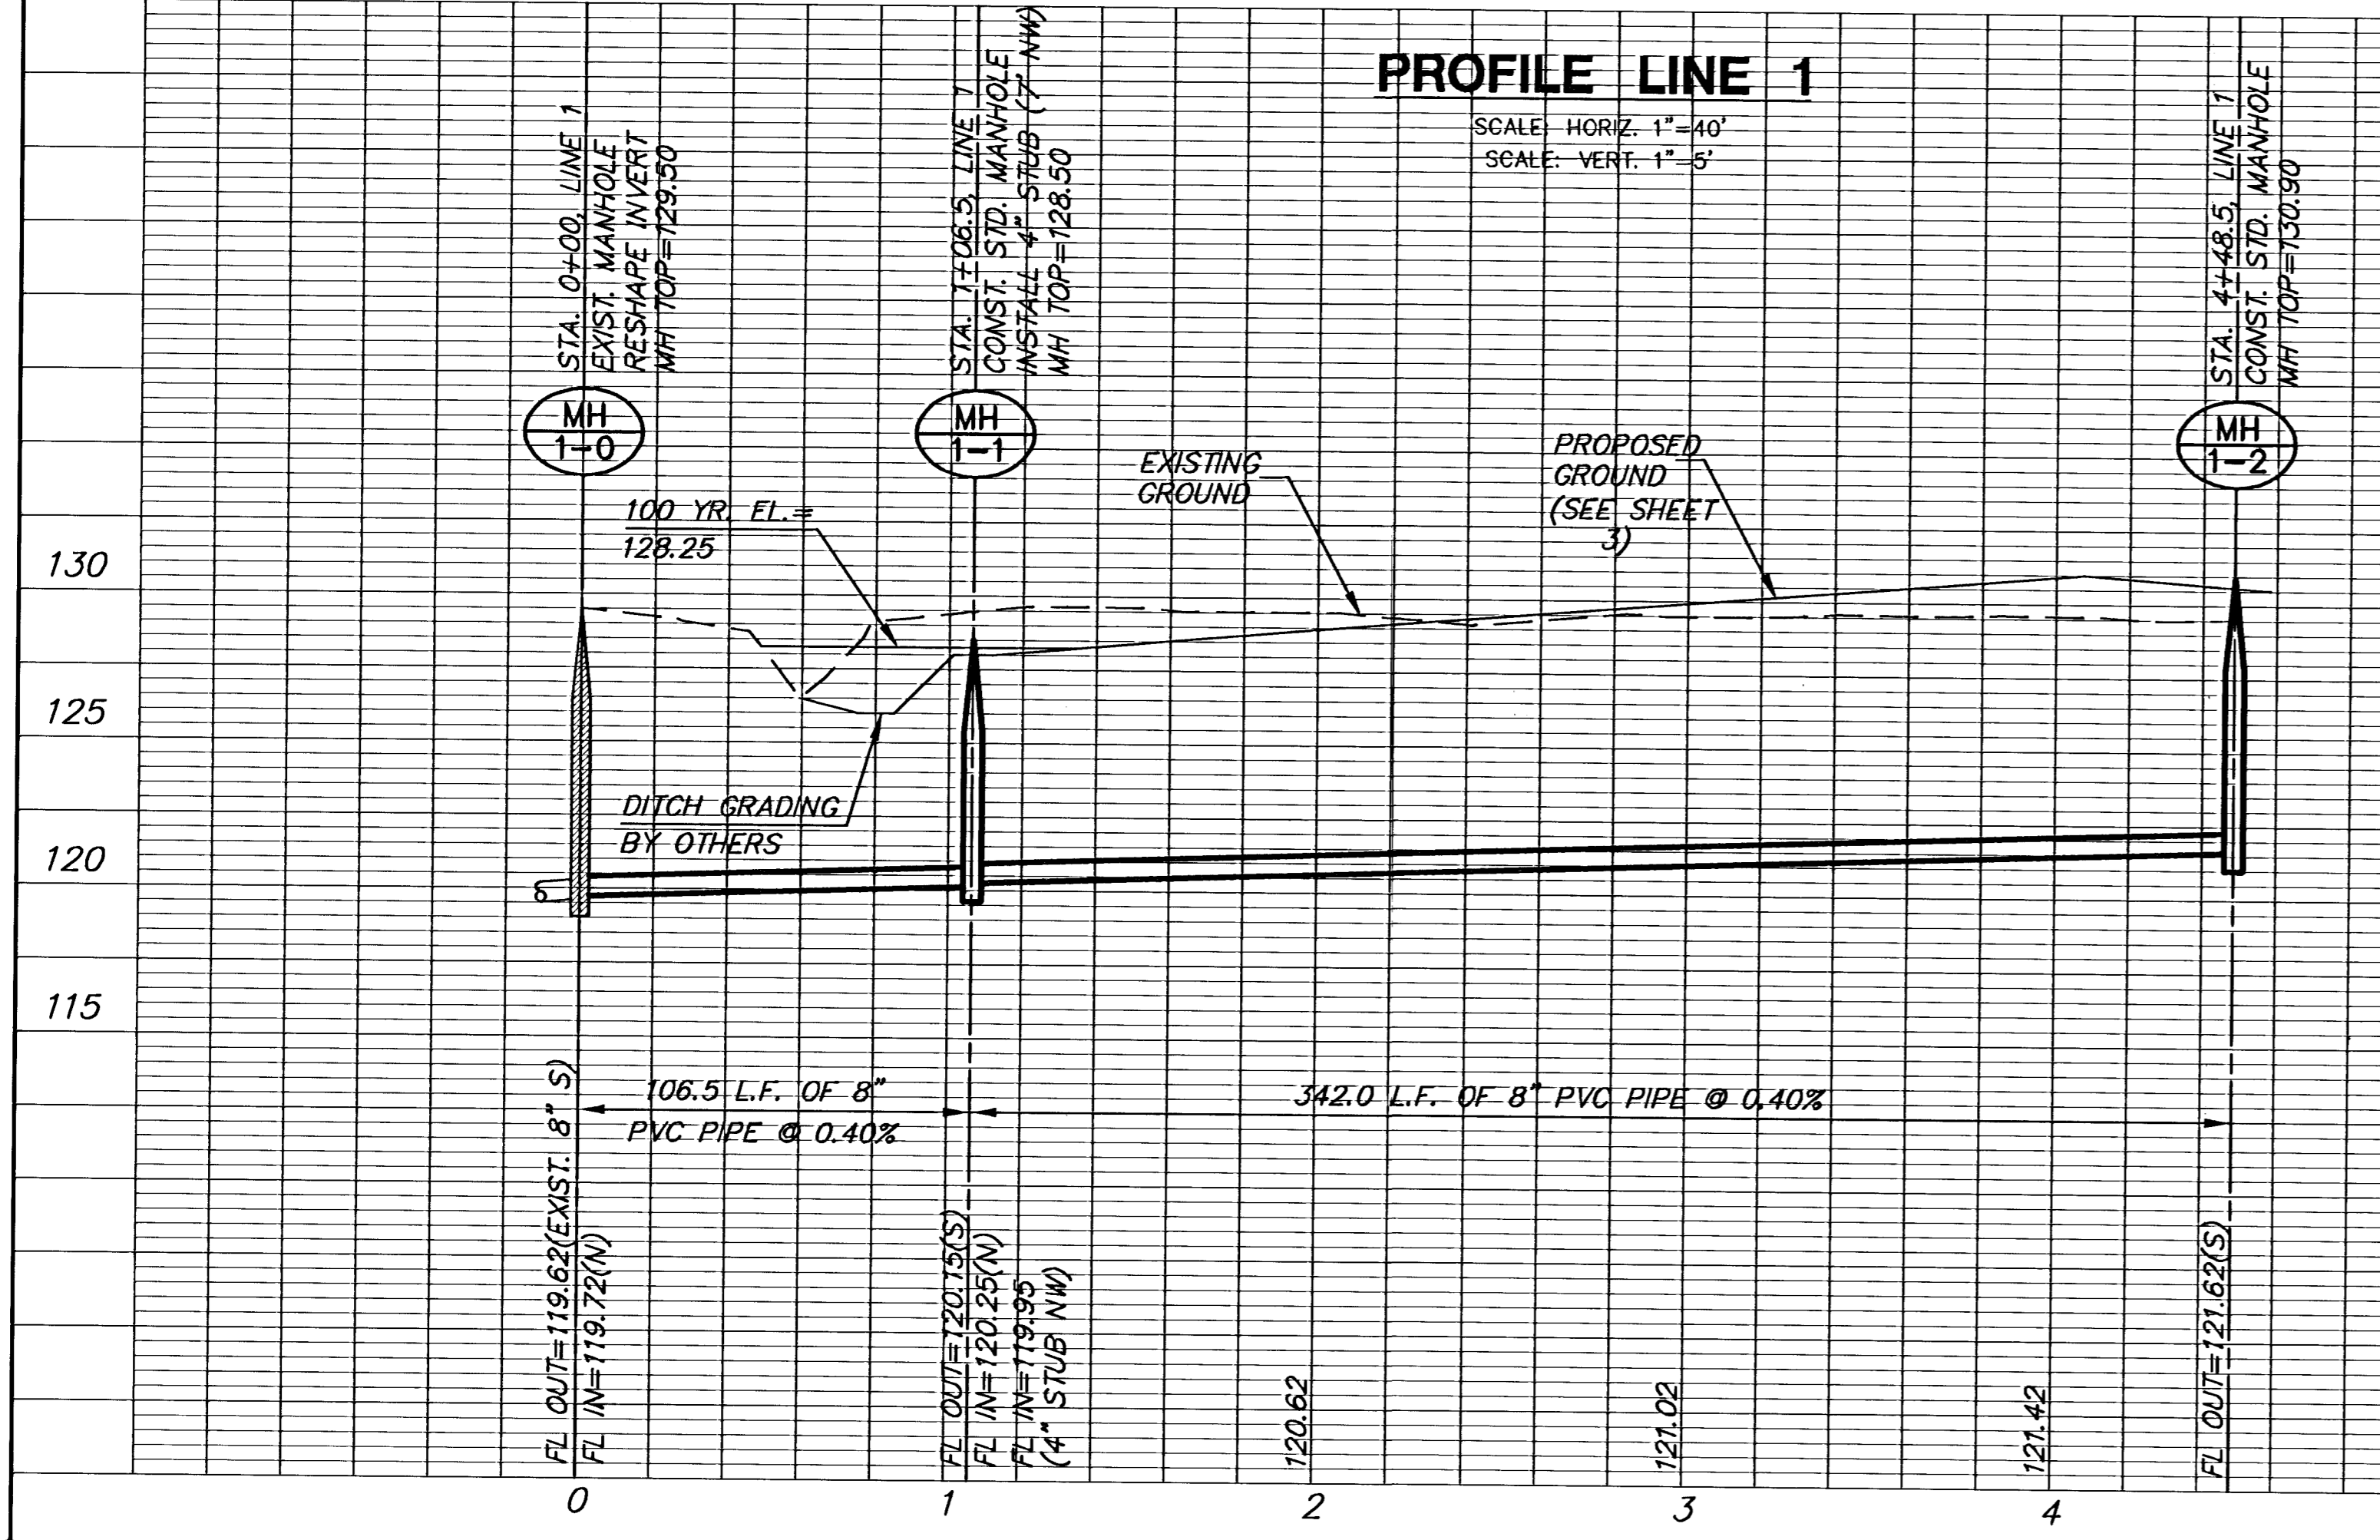 PROFILE LINE 1
SCALE: HORIZ. 1"=40'
SCALE: VERT. 1"=5'
STA. 0+00, LINE 1
EXIST. MANHOLE
RESHAPE INVERT
MH TOP=129.50
STA. 1+06.5, LINE 1
CONST. STD. MANHOLE
INSTALL 4" STUB (7' NW)
MH TOP=128.50
STA. 4+48.5, LINE 1
CONST. STD. MANHOLE
MH TOP=130.90
MH
1-0
MH
1-1
MH
1-2
100 YR. EL.=
128.25
EXISTING
GROUND
PROPOSED
GROUND
(SEE SHEET
3)
130
125
120
115
DITCH GRADING
BY OTHERS
106.5 L.F. OF 8"
PVC PIPE @ 0.40%
342.0 L.F. OF 8" PVC PIPE @ 0.40%
FL OUT=119.62(EXIST. 8" S)
FL IN=119.72(N)
FL OUT=120.15(S)
FL IN=120.25(N)
FL IN=119.95
(4" STUB NW)
120.62
121.02
121.42
FL OUT=121.62(S)
0
1
2
3
4